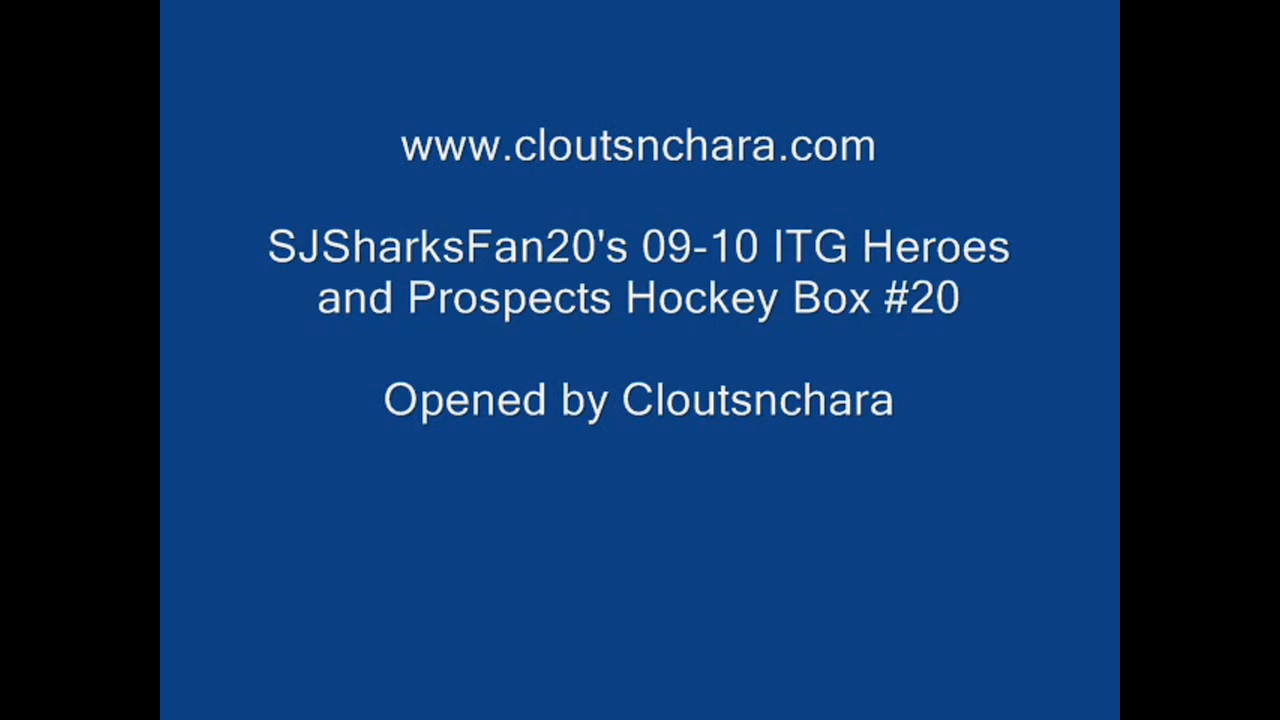 www.cloutsnchara.com
SJSharksFan20's 09-10 ITG Heroes
and Prospects Hockey Box #20
Opened by Cloutsnchara